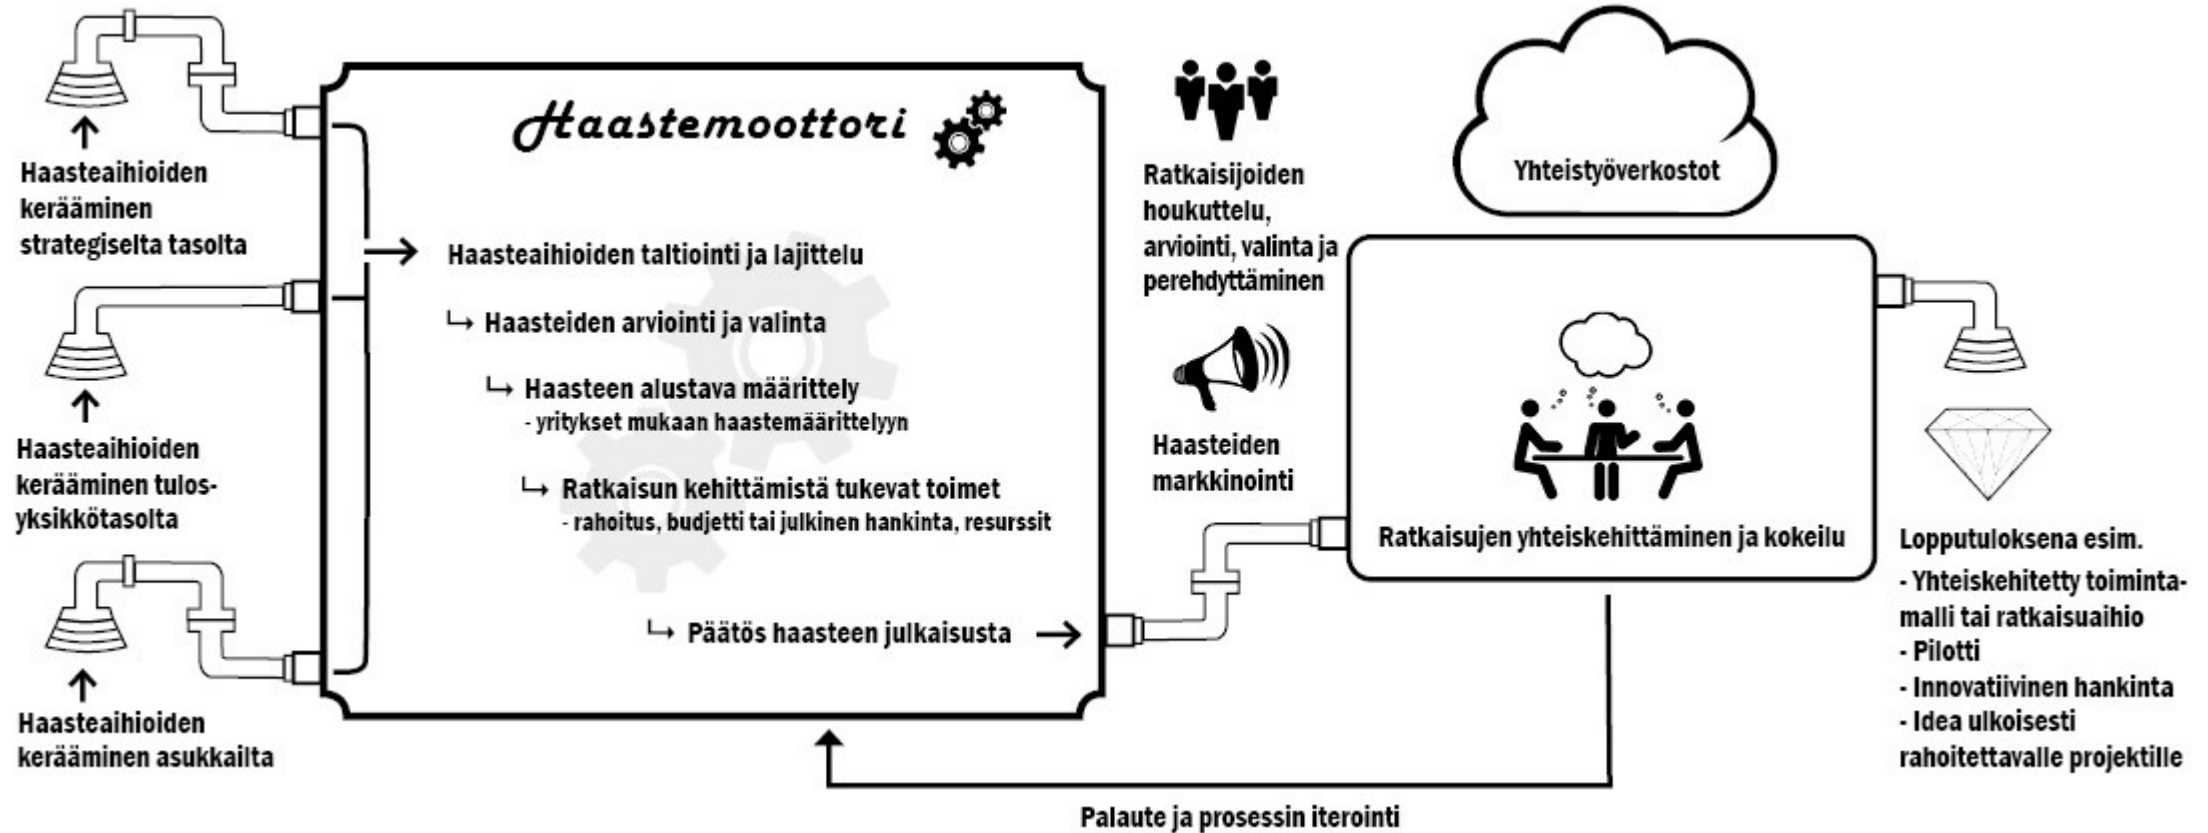 Haasteaihioiden
kerääminen
strategiselta tasolta
Haasteaihioiden
kerääminen tulos-
yksikkötasolta
Haasteaihioiden
kerääminen asukkailta
Haastemoottori
Haasteaihioiden taltiointi ja lajittelu
Haasteiden arviointi ja valinta
Haasteen alustava määrittely
- yritykset mukaan haastemäärittelyyn
Ratkaisun kehittämistä tukevat toimet
- rahoitus, budjetti tai julkinen hankinta, resurssit
Päätös haasteen julkaisusta
Ratkaisijoiden
houkuttelu,
arviointi, valinta ja
perehdyttäminen
Haasteiden
markkinointi
Yhteistyöverkostot
Ratkaisujen yhteiskehittäminen ja kokeilu
Lopputuloksena esim.
- Yhteiskehitetty toiminta-
malli tai ratkaisuaihio
- Pilotti
- Innovatiivinen hankinta
- Idea ulkoisesti
rahoitettavalle projektille
Palaute ja prosessin iterointi